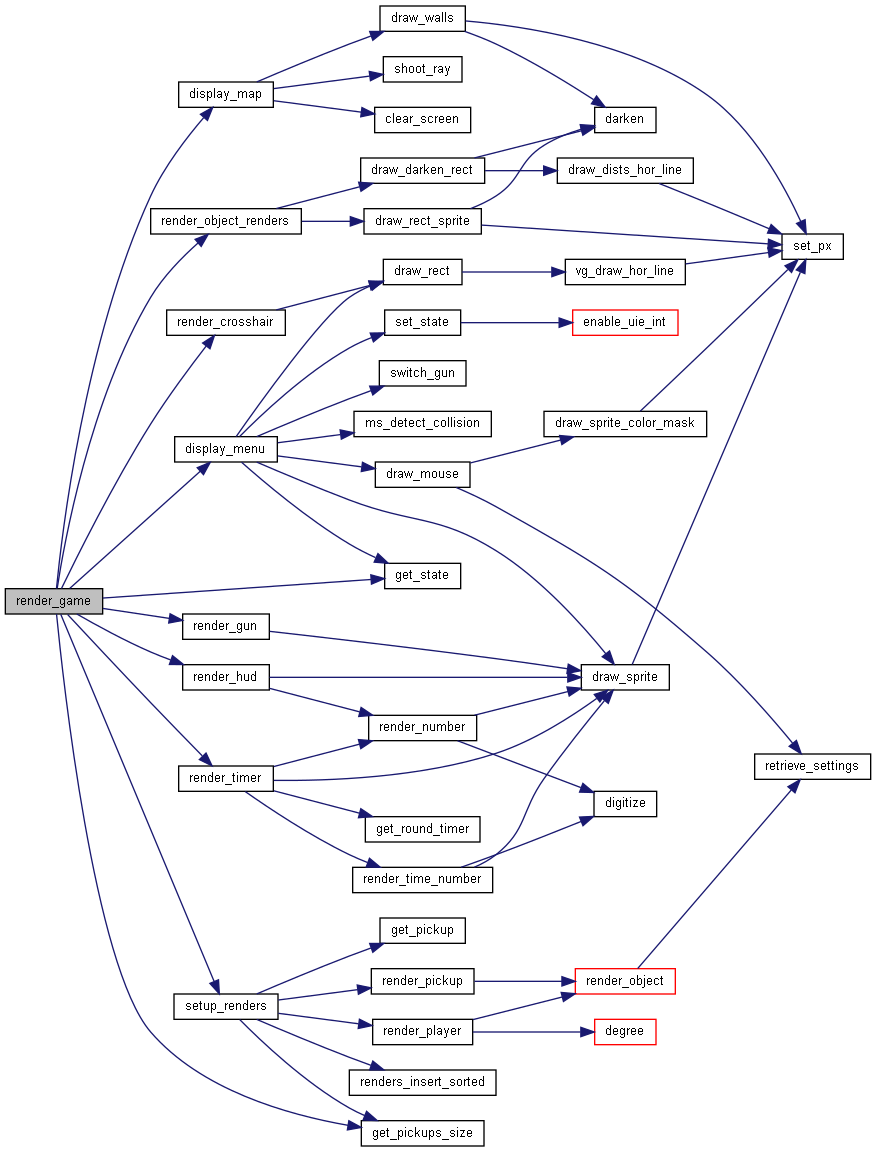 draw_walls
shoot_ray
display_map
clear_screen
darken
draw_darken_rect
draw_dists_hor_line
render_object_renders
draw_rect_sprite
set_px
draw_rect
vg_draw_hor_line
render_crosshair
set_state
enable_uie_int
switch_gun
ms_detect_collision
draw_sprite_color_mask
display_menu
draw_mouse
get_state
render_game
render_gun
render_hud
draw_sprite
render_number
retrieve_settings
render_timer
digitize
get_round_timer
render_time_number
get_pickup
render_pickup
render_object
setup_renders
render_player
degree
renders_insert_sorted
get_pickups_size